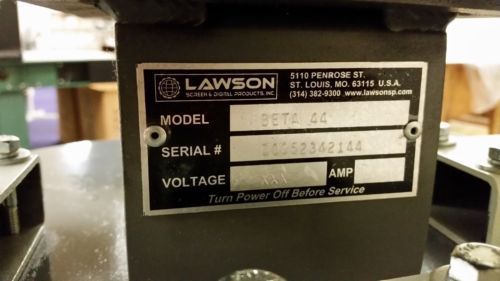 LAWSON
SCREEN & DIGITAL PRODUCTS, INC
5110 PENROSE ST.
ST. LOUIS, MO. 63115 U.S.A.
(314) 382-9300 www.lawsonsp.com
MODEL BETA 44
SERIAL #
VOLTAGE XXX AMP
Turn Power Off Before Service